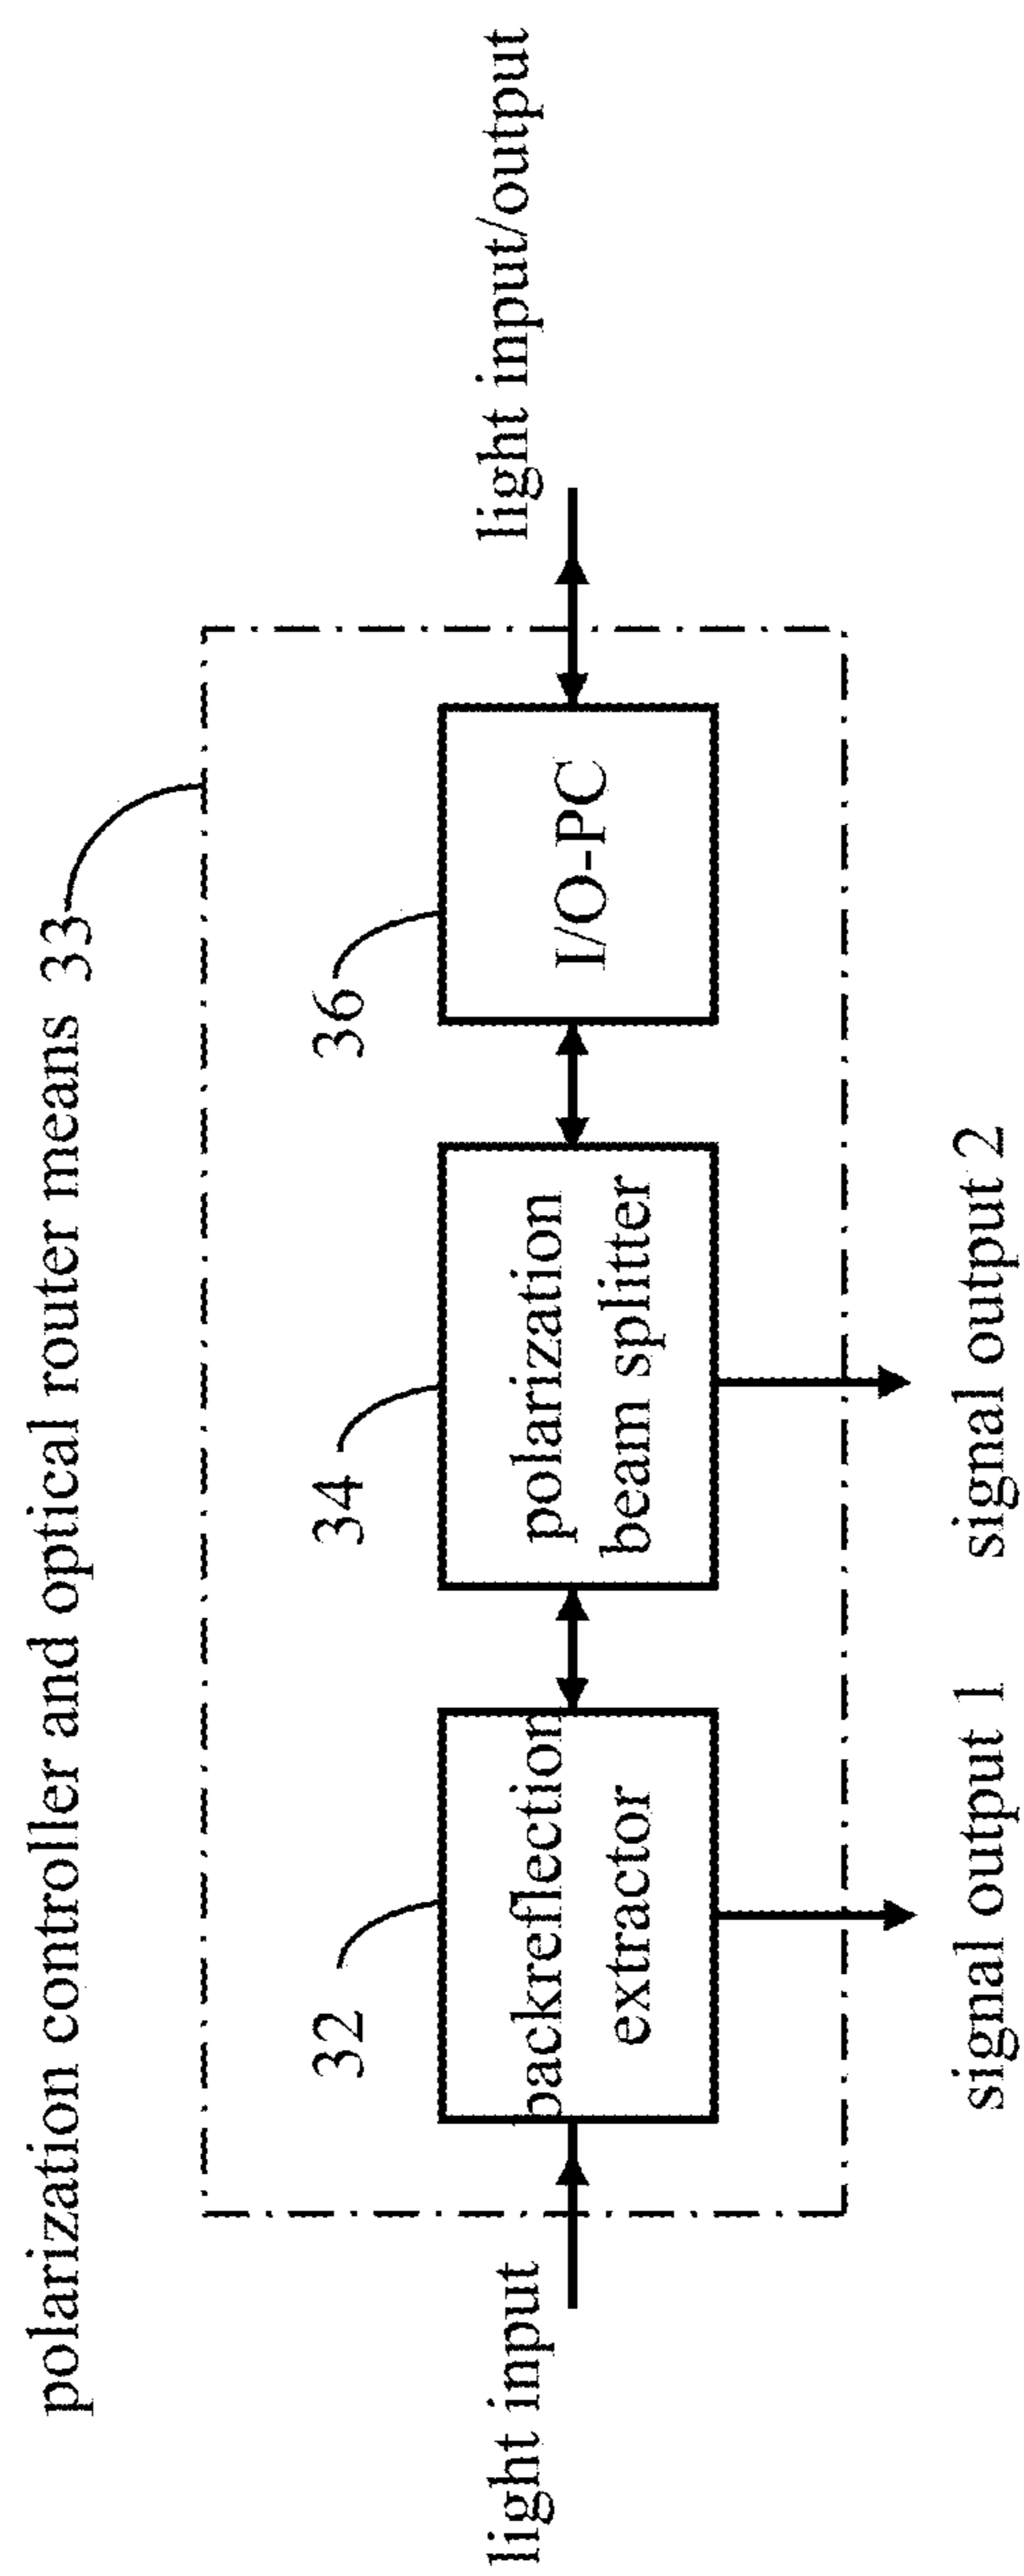 polarization controller and optical router means 33
32
34
36
light input
backreflection
extractor
polarization
beam splitter
I/O-PC
light input/output
signal output 1
signal output 2